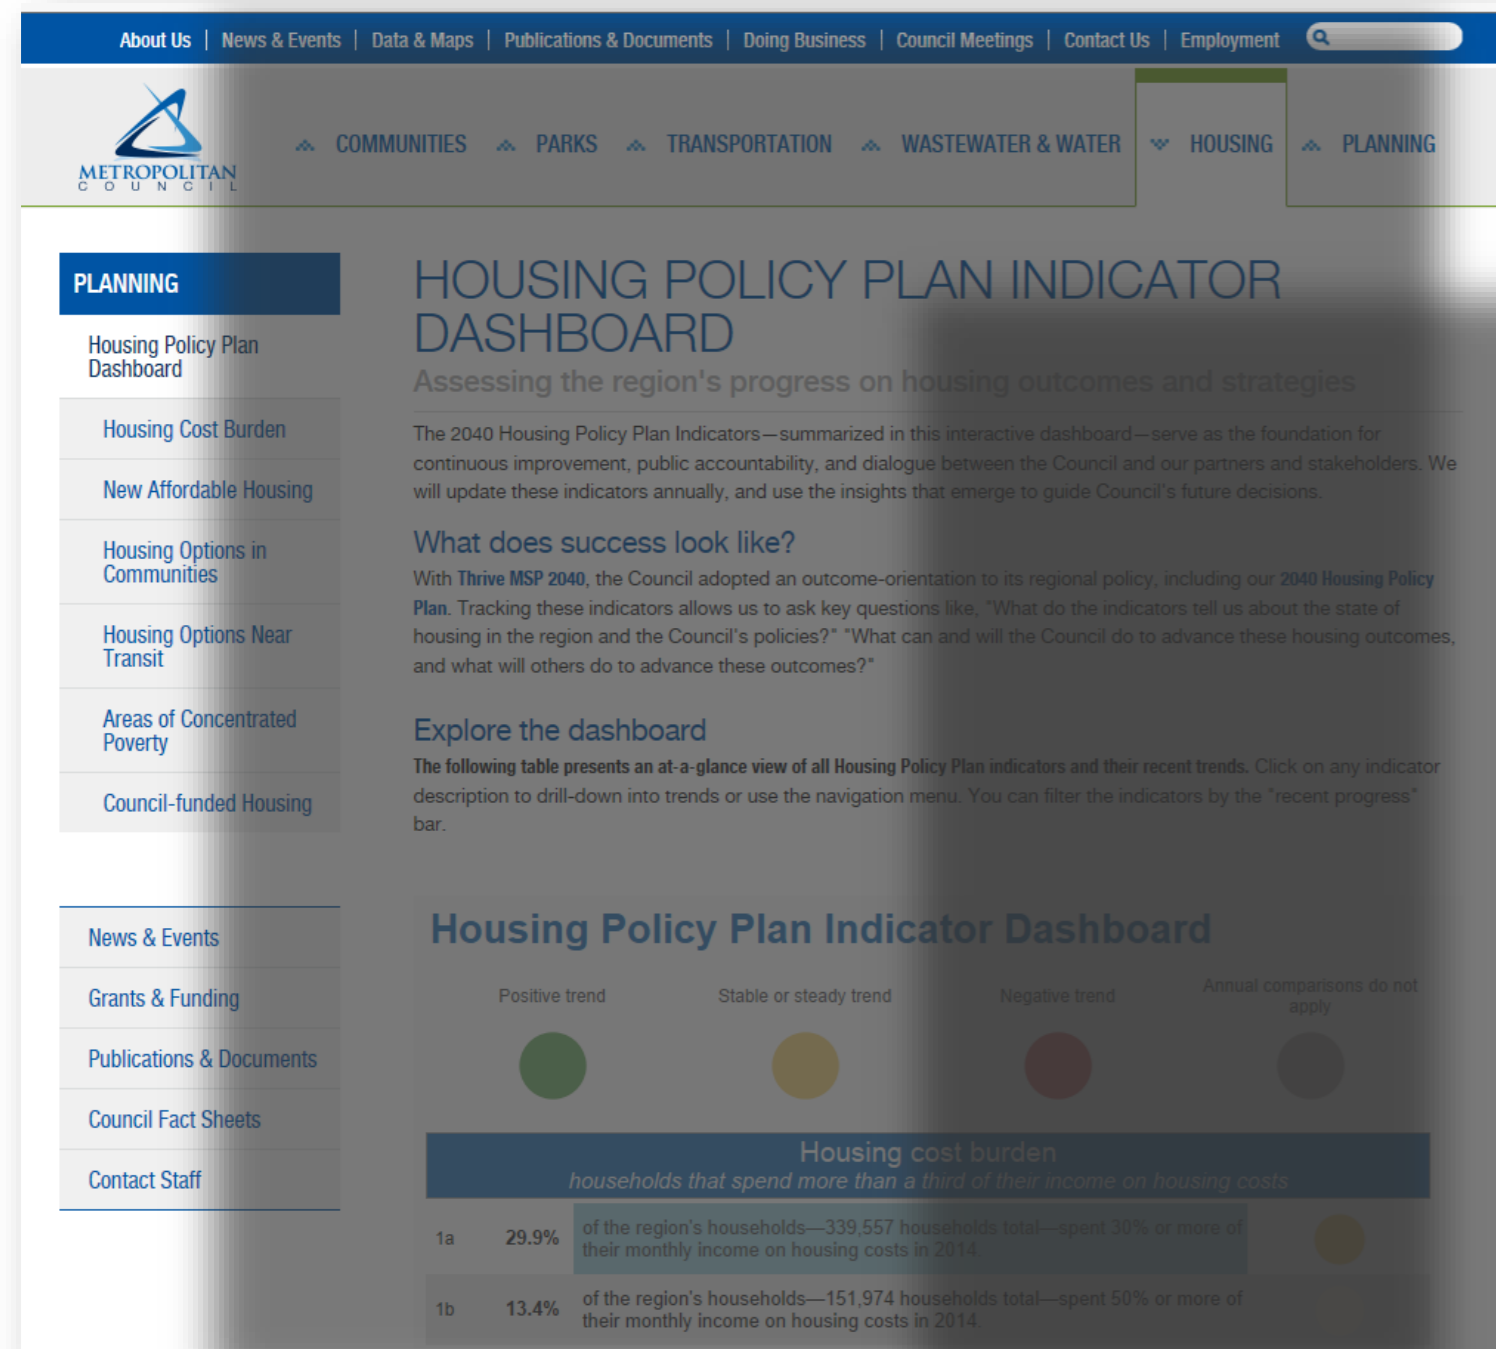 About Us | News & Events | Data & Maps | Publications & Documents | Doing Business | Council Meetings | Contact Us | Employment
METROPOLITAN
COUNCIL
COMMUNITIES PARKS TRANSPORTATION WASTEWATER & WATER HOUSING PLANNING
PLANNING
Housing Policy Plan
Dashboard
Housing Cost Burden
New Affordable Housing
Housing Options in
Communities
Housing Options Near
Transit
Areas of Concentrated
Poverty
Council-funded Housing
News & Events
Grants & Funding
Publications & Documents
Council Fact Sheets
Contact Staff
HOUSING POLICY PLAN INDICATOR
DASHBOARD
Assessing the region's progress on housing outcomes and strategies
The 2040 Housing Policy Plan Indicators—summarized in this interactive dashboard—serve as the foundation for
continuous improvement, public accountability, and dialogue between the Council and our partners and stakeholders. We
will update these indicators annually, and use the insights that emerge to guide Council's future decisions.
What does success look like?
With Thrive MSP 2040, the Council adopted an outcome-orientation to its regional policy, including our 2040 Housing Policy
Plan. Tracking these indicators allows us to ask key questions like, "What do the indicators tell us about the state of
housing in the region and the Council's policies?" "What can and will the Council do to advance these housing outcomes,
and what will others do to advance these outcomes?"
Explore the dashboard
The following table presents an at-a-glance view of all Housing Policy Plan indicators and their recent trends. Click on any indicator
description to drill-down into trends or use the navigation menu. You can filter the indicators by the "recent progress"
bar.
Housing Policy Plan Indicator Dashboard
Positive trend Stable or steady trend Negative trend Annual comparisons do not
apply
Housing cost burden
households that spend more than a third of their income on housing costs
1a 29.9% of the region's households—339,557 households total—spent 30% or more of
their monthly income on housing costs in 2014.
1b 13.4% of the region's households—151,974 households total—spent 50% or more of
their monthly income on housing costs in 2014.